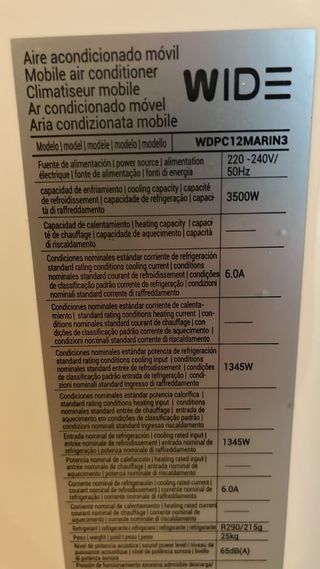 Aire acondicionado móvil
Mobile air conditioner
Climatiseur mobile
Ar condicionado móvel
Aria condizionata mobile
WIDE
Modelo | model | modèle | modelo | modello WDPC12MARIN3
Fuente de alimentación | power source | alimentation
électrique | fonte de alimentação | fonti di energia
220 -240V/
50Hz
capacidad de enfriamiento | cooling capacity | capacité
de refroidissement | capacidade de refrigeração | capaci-
tà di raffreddamento
3500W
Capacidad de calentamiento | heating capacity | capaci
té de chauffage | capacidade de aquecimento | capacità
di riscaldamento
Condiciones nominales estándar corriente de refrigeración
standard rating conditions cooling current | conditions
nominales standard courant de refroidissement | condições
de classificação padrão corrente de refrigeração | condizioni
nominali standard corrente di raffreddamento
6.0A
Condiciones nominales estándar corriente de calenta-
miento | standard rating conditions heating current | con-
ditions nominales standard courant de chauffage | con-
dições de classificação padrão corrente de aquecimento |
condizioni nominali standard corrente di riscaldamento
Condiciones nominales estándar potencia de refrigeración
standard rating conditions cooling input | conditions
nominales standard entrée de refroidissement | condições
de classificação padrão entrada de refrigeração | condi-
zioni nominali standard ingresso di raffreddamento
1345W
Condiciones nominales estándar potencia calorífica |
standard rating conditions heating input | conditions
nominales standard entrée de chauffage | entrada de
aquecimento em condições de classificação padrão |
condizioni nominali standard ingresso riscaldamento
Entrada nominal de refrigeración | cooling rated input |
entrée nominale de refroidissement | entrada nominal de
refrigeração | potenza nominale di raffreddamento
1345W
Potencia nominal de calefacción | heating rated input |
entrée nominale de chauffage | entrada nominal de
aquecimento | potenza nominale di riscaldamento
Corriente nominal de refrigeración | cooling rated current |
courant nominal de refroidissement | corrente nominal de
refrigeração | corrente nominale di raffreddamento
6.0A
Corriente nominal de calentamiento | heating rated current
courant nominal de chauffage | corrente nominal de
aquecimento | corrente nominale di riscaldamento
Refrigerant | refrigerante | réfrigérant | refrigerante | refrigerante R290/215g
Peso | weight | poid | peso | peso 25kg
Nivel de potencia acústica | sound power level | niveau de
puissance acoustique | nível de potência sonora | livello
di potenza sonora
65dB(A)
Presión de funcionamiento excesiva admisible descarga/